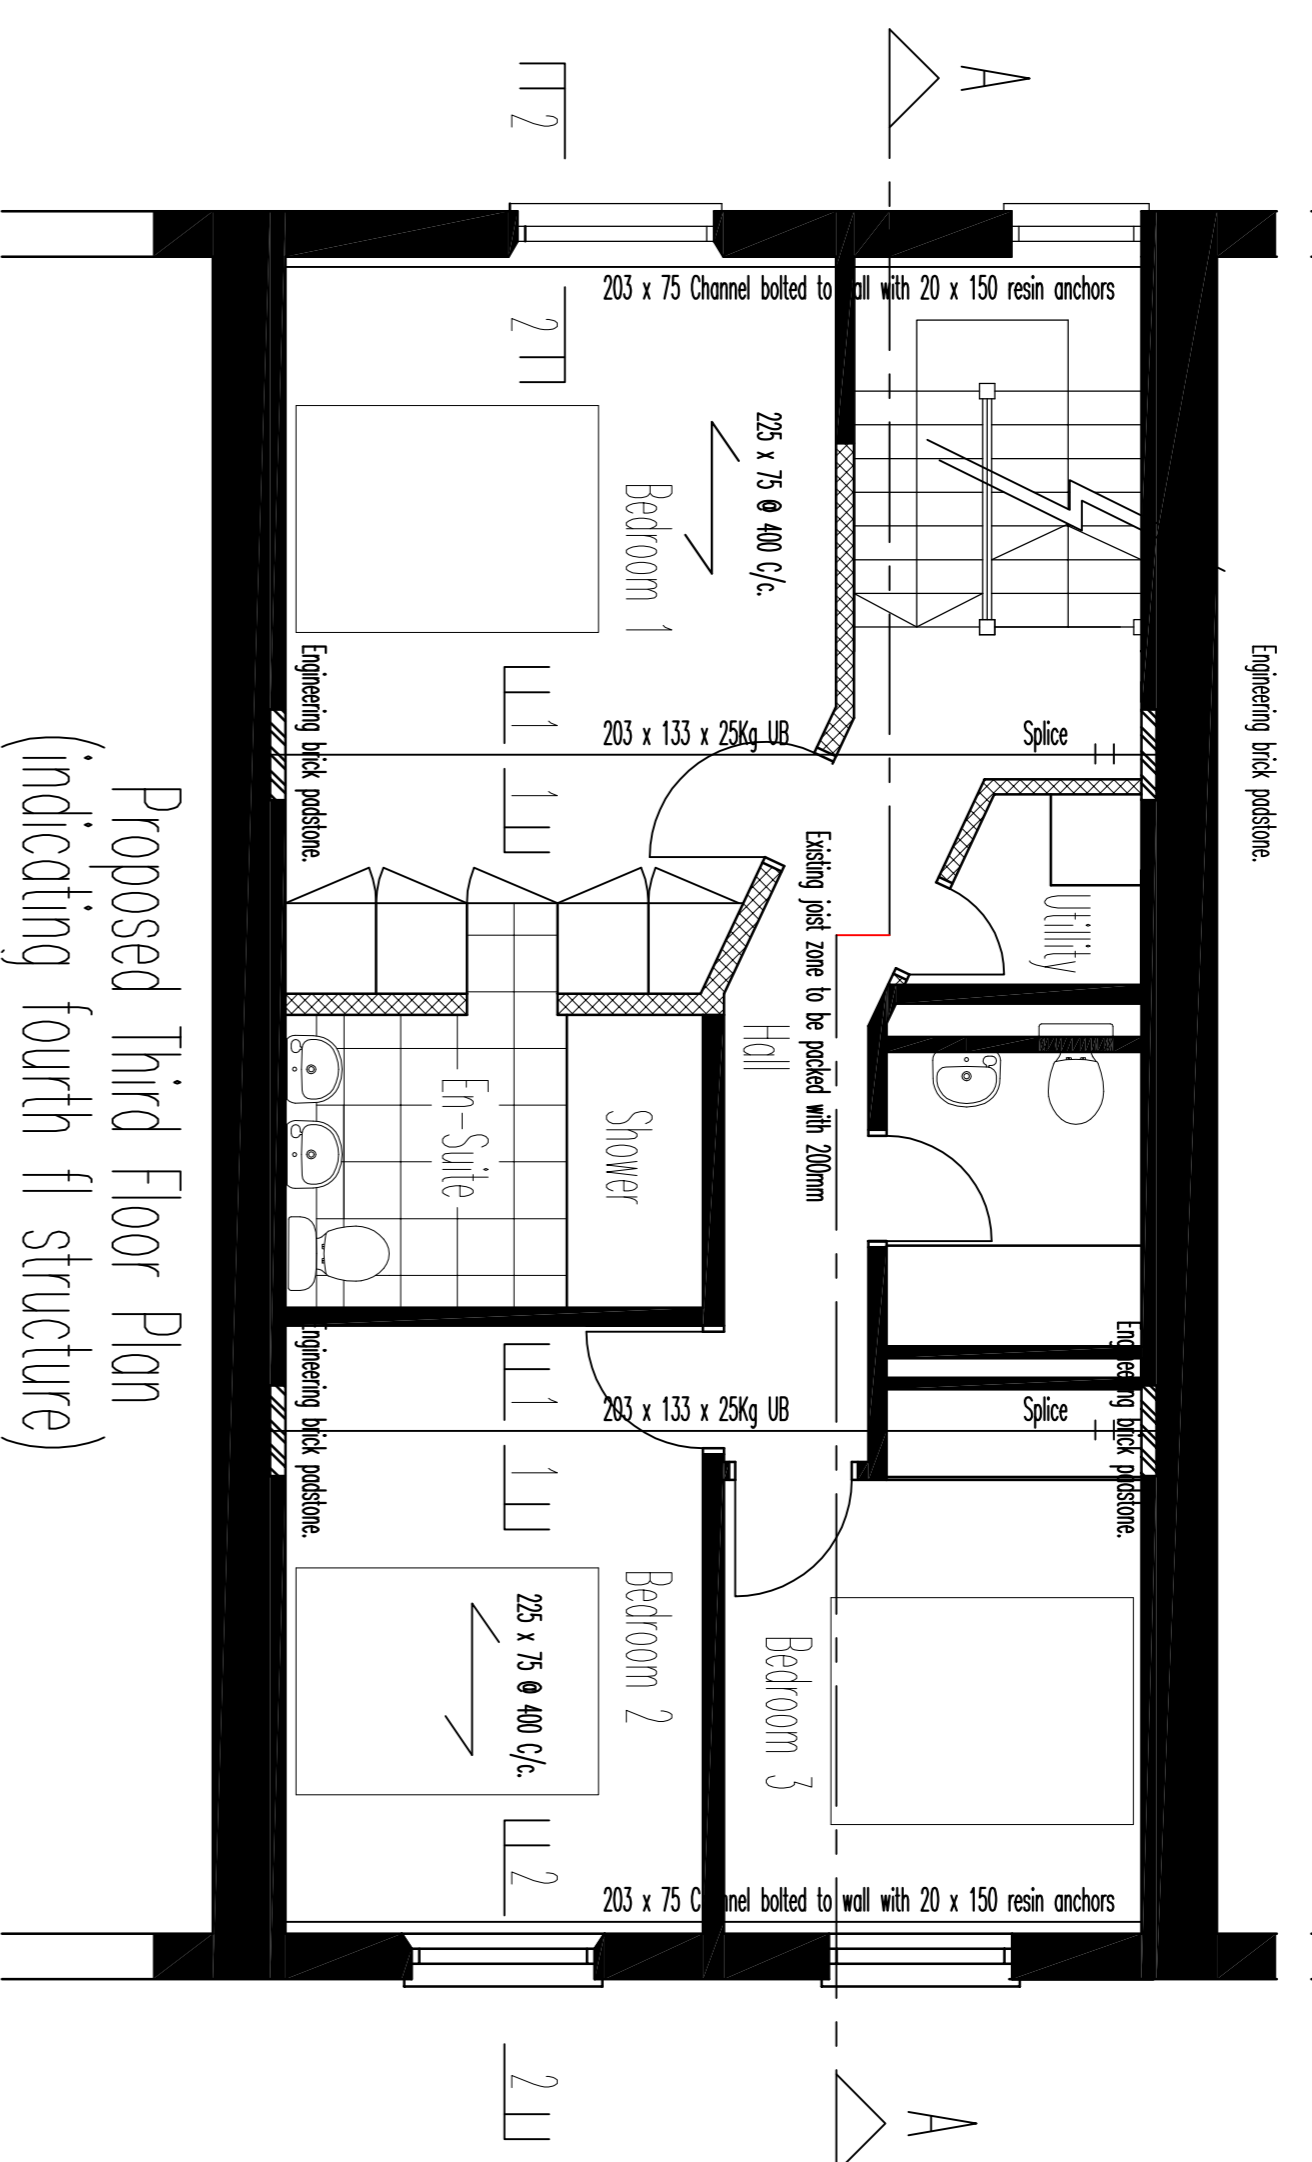 A
2
2
203 x 75 Channel bolted to wall with 20 x 150 resin anchors
225 x 75 @ 400 C/c.
Bedroom 1
Engineering brick padstone.
Engineering brick padstone.
1
203 x 133 x 25Kg UB
Splice
1
Utility
Existing joist zone to be packed with 200mm
Hall
En-Suite
Shower
Engineering brick padstone.
Engineering brick padstone.
1
203 x 133 x 25Kg UB
Splice
1
Bedroom 2
225 x 75 @ 400 C/c.
Bedroom 3
2
203 x 75 Channel bolted to wall with 20 x 150 resin anchors
2
A
Proposed Third Floor Plan
(indicating fourth fl structure)